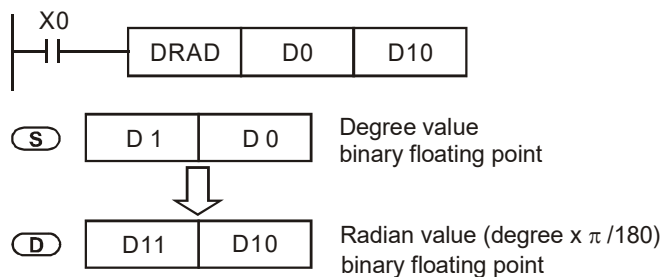 X0
DRAD D0 D10
S D 1 D 0 Degree value
binary floating point
D D11 D10 Radian value (degree x π /180)
binary floating point